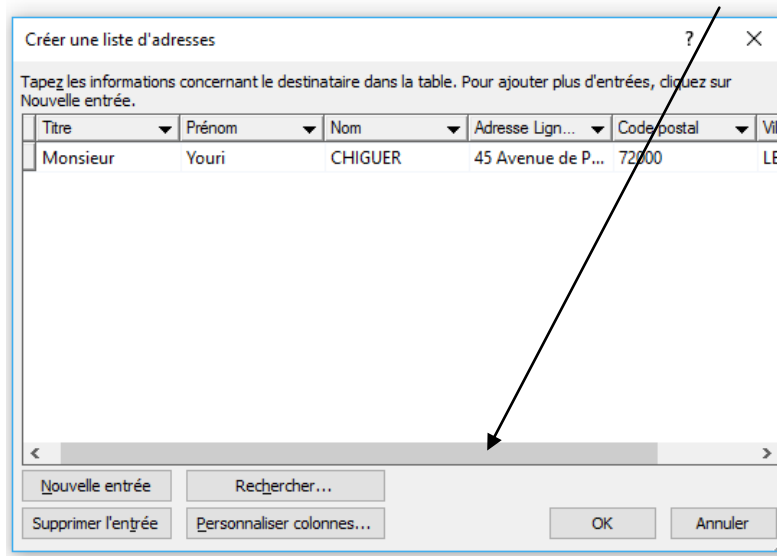 Créer une liste d'adresses ?
Tapez les informations concernant le destinataire dans la table. Pour ajouter plus d'entrées, cliquez sur
Nouvelle entrée.
Titre Prénom Nom Adresse Lign... Code postal Vil
Monsieur Youri CHIGUER 45 Avenue de P... 72000 LE
Nouvelle entrée Rechercher...
Supprimer l'entrée Personnaliser colonnes... OK Annuler